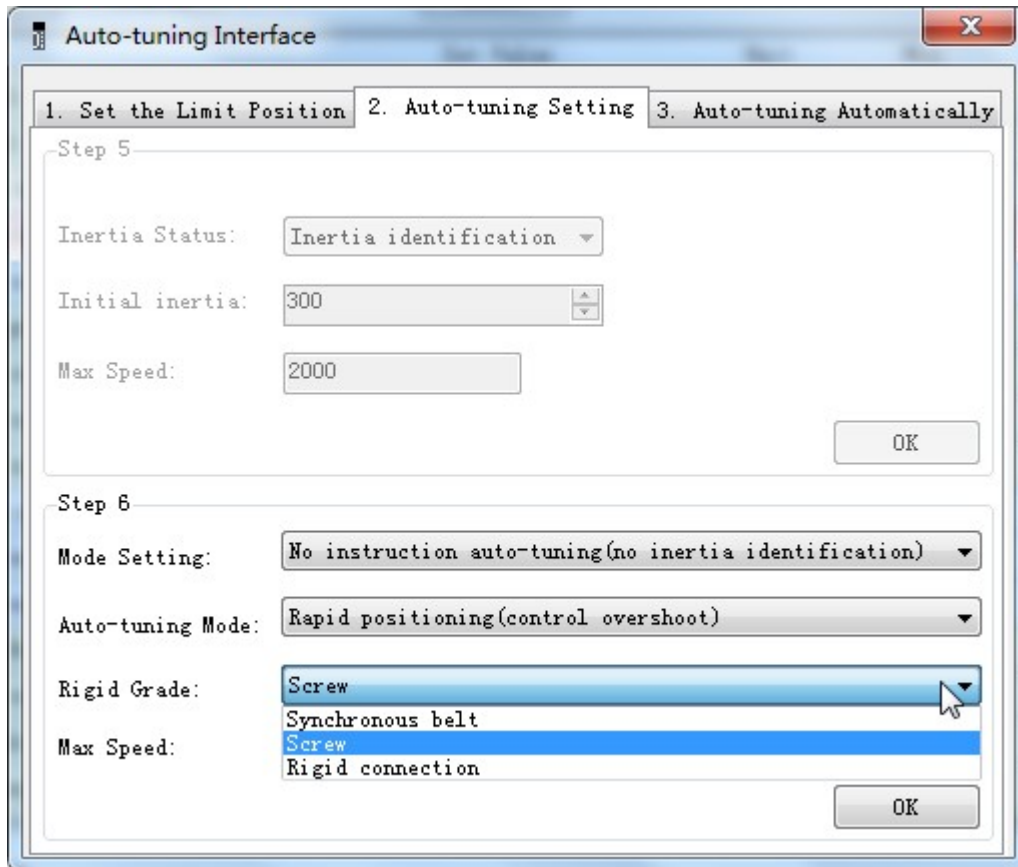 Auto-tuning Interface
1. Set the Limit Position
2. Auto-tuning Setting
3. Auto-tuning Automatically
Step 5
Inertia Status: Inertia identification
Initial inertia: 300
Max Speed: 2000
OK
Step 6
Mode Setting: No instruction auto-tuning(no inertia identification)
Auto-tuning Mode: Rapid positioning(control overshoot)
Rigid Grade: Screw
Synchronous belt
Max Speed: Screw
Rigid connection
OK